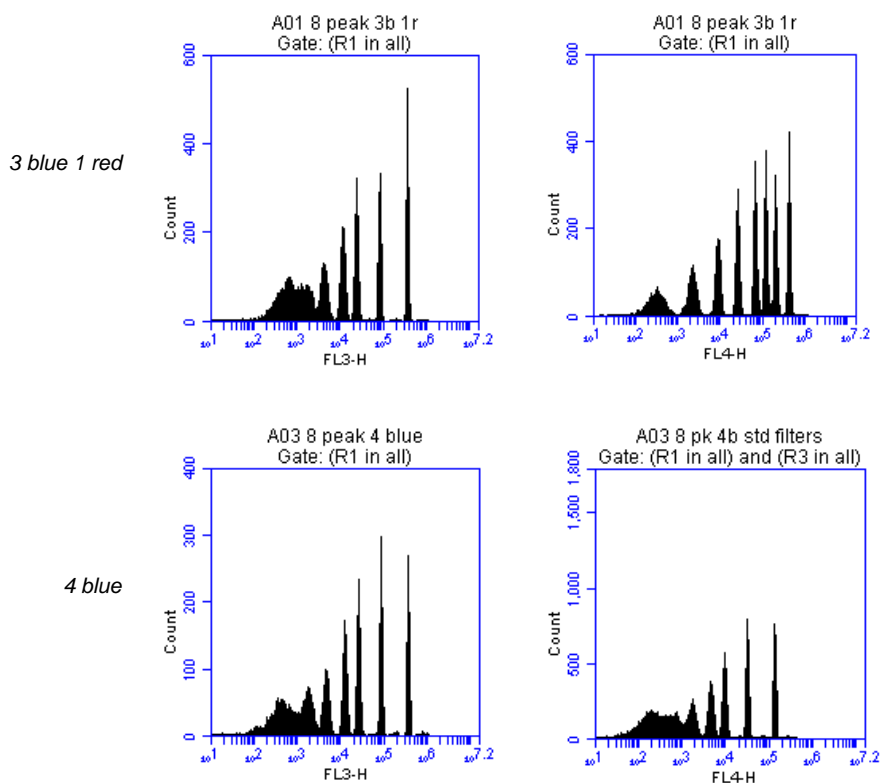 A01 8 peak 3b 1r
Gate: (R1 in all)
600
400
200
0
Count
10^1 10^2 10^3 10^4 10^5 10^6 10^7.2
FL3-H
A01 8 peak 3b 1r
Gate: (R1 in all)
600
400
200
0
Count
10^1 10^2 10^3 10^4 10^5 10^6 10^7.2
FL4-H
3 blue 1 red
A03 8 peak 4 blue
Gate: (R1 in all)
400
300
200
100
0
Count
10^1 10^2 10^3 10^4 10^5 10^6 10^7.2
FL3-H
A03 8 pk 4b std filters
Gate: (R1 in all) and (R3 in all)
1,800
1,500
1,000
500
0
Count
10^1 10^2 10^3 10^4 10^5 10^6 10^7.2
FL4-H
4 blue